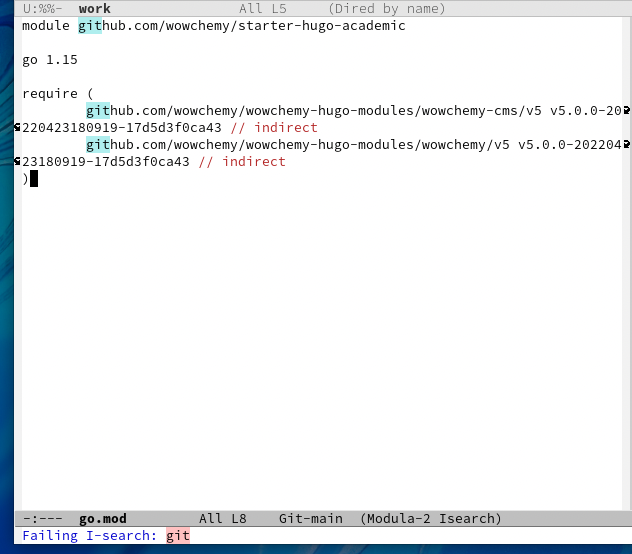 U:%%-  work                All L5     (Dired by name)
module github.com/wowchemy/starter-hugo-academic
go 1.15
require (
        github.com/wowchemy/wowchemy-hugo-modules/wowchemy-cms/v5 v5.0.0-20
220423180919-17d5d3f0ca43 // indirect
        github.com/wowchemy/wowchemy-hugo-modules/wowchemy/v5 v5.0.0-202204
23180919-17d5d3f0ca43 // indirect
)
-:---  go.mod         All L8    Git-main  (Modula-2 Isearch)
Failing I-search: git